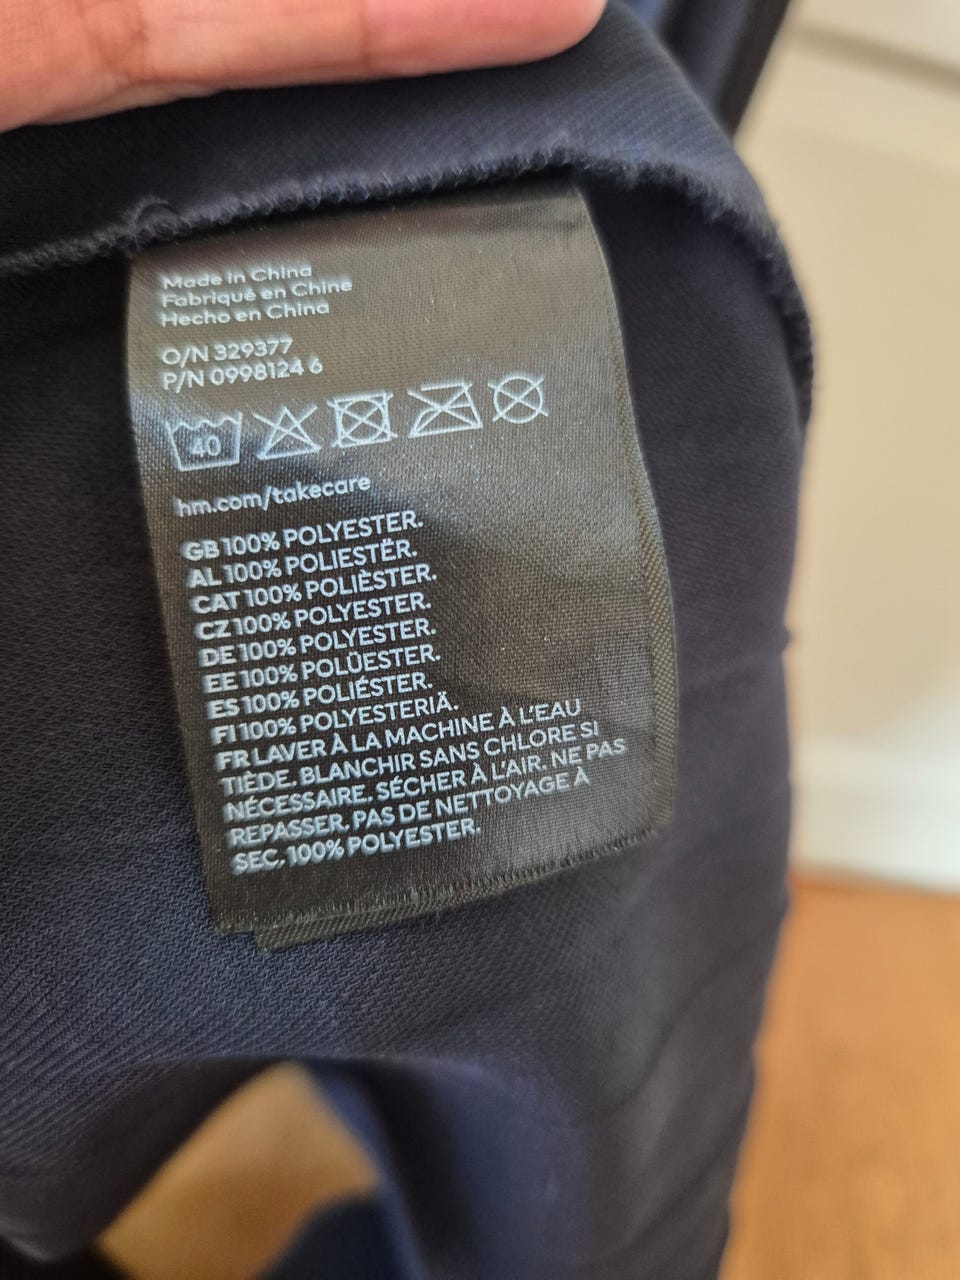 Made in China
Fabriqué en Chine
Hecho en China
O/N 329377
P/N 0998124 6
40
hm.com/takecare
GB 100% POLYESTER.
AL 100% POLIESTËR.
CAT 100% POLIÈSTER.
CZ 100% POLYESTER.
DE 100% POLYESTER.
EE 100% POLÜESTER.
ES 100% POLIÉSTER.
FI 100% POLYESTERIÄ.
FR LAVER À LA MACHINE À L'EAU
TIÈDE. BLANCHIR SANS CHLORE SI
NÉCESSAIRE. SÉCHER À L'AIR. NE PAS
REPASSER. PAS DE NETTOYAGE À
SEC. 100% POLYESTER.